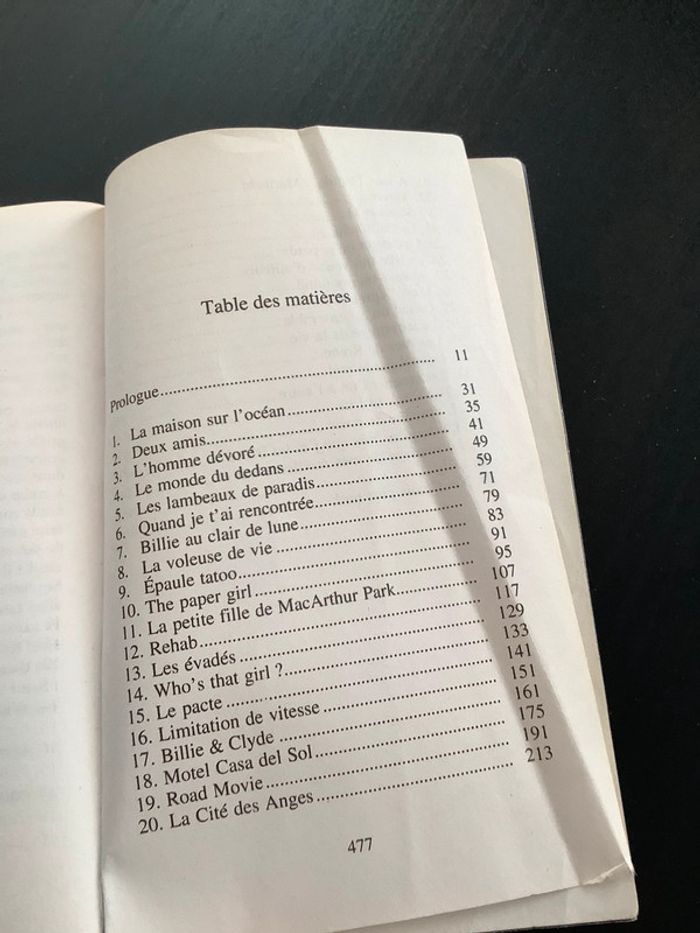 Table des matières
Prologue........................................ 11
1. La maison sur l'océan........................ 31
2. Deux amis........................ 35
3. L'homme dévoré........................ 41
4. Le monde du dedans........................ 49
5. Les lambeaux de paradis........................ 59
6. Quand je t'ai rencontrée........................ 71
7. Billie au clair de lune........................ 79
8. La voleuse de vie........................ 83
9. Épaule tatoo........................ 91
10. The paper girl........................ 95
11. La petite fille de MacArthur Park........................ 107
12. Rehab........................ 117
13. Les évadés........................ 129
14. Who's that girl ?........................ 133
15. Le pacte........................ 141
16. Limitation de vitesse........................ 151
17. Billie & Clyde........................ 161
18. Motel Casa del Sol........................ 175
19. Road Movie........................ 191
20. La Cité des Anges........................ 213
477